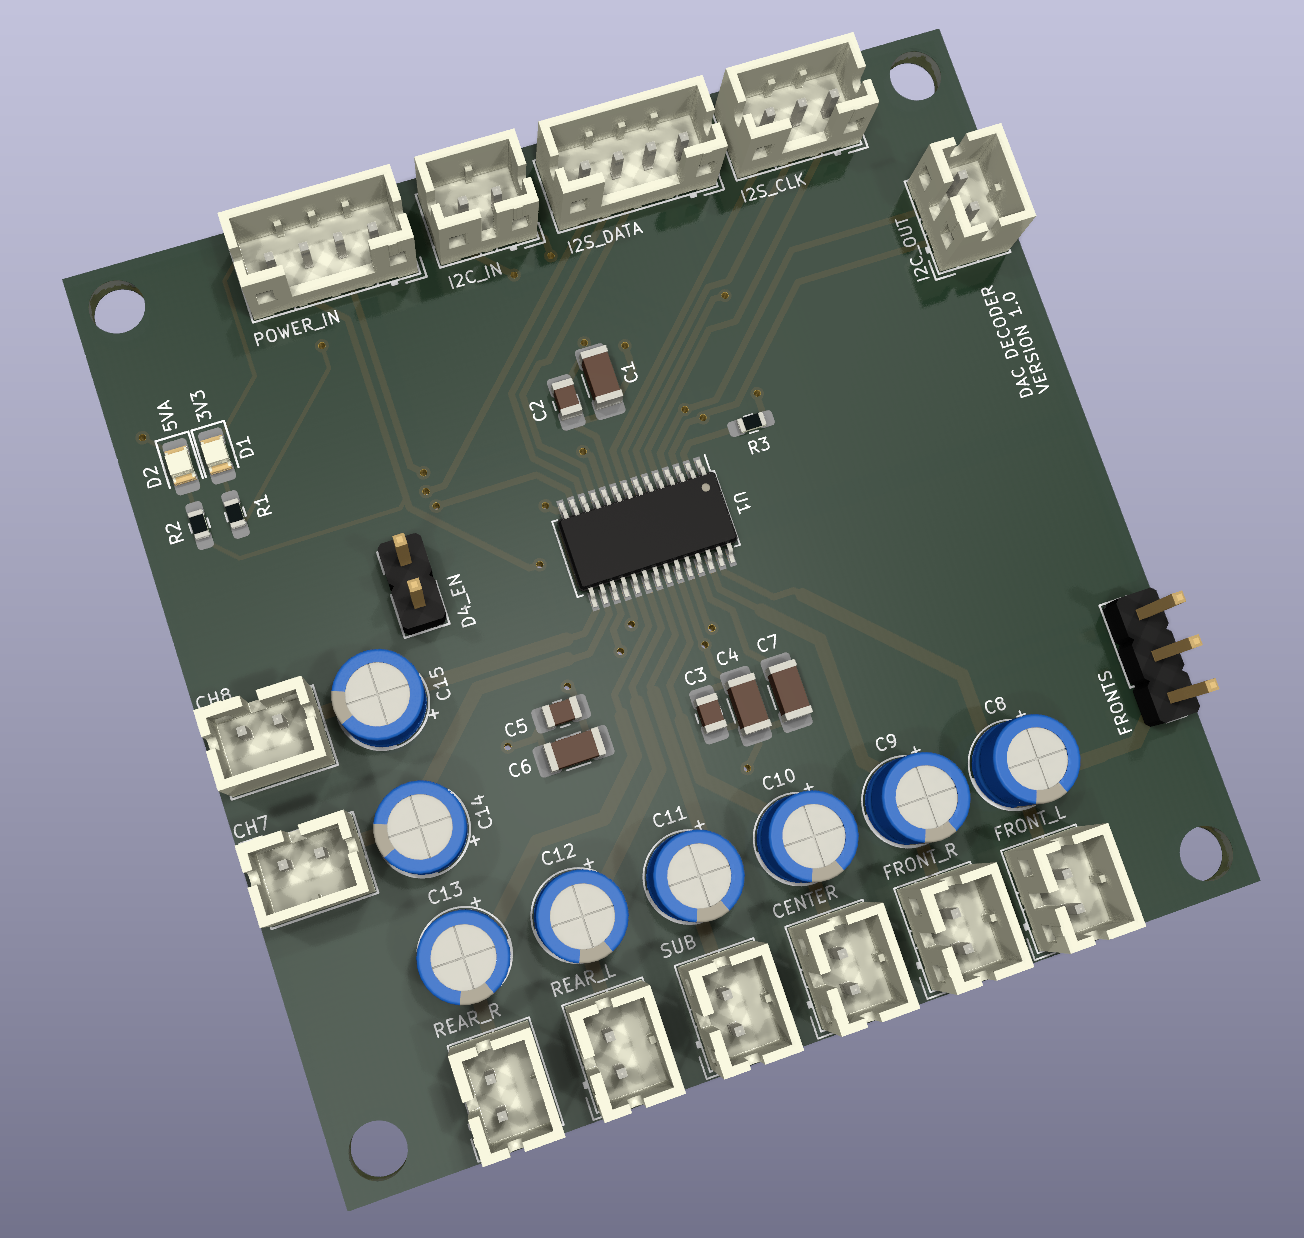 I2S_CLK
I2S_DATA
I2C_IN
I2C_OUT
POWER_IN
DAC DECODER
VERSION 1.0
C1
C2
5VA
3V3
D2
D1
R3
R2
R1
U1
D4_EN
CH8
C15
C3
C4
C7
C5
C6
FRONTS
C8
+
C9
+
C10
+
C11
+
C12
+
C13
+
C14
+
+
CH7
FRONT_L
FRONT_R
CENTER
SUB
REAR_L
REAR_R